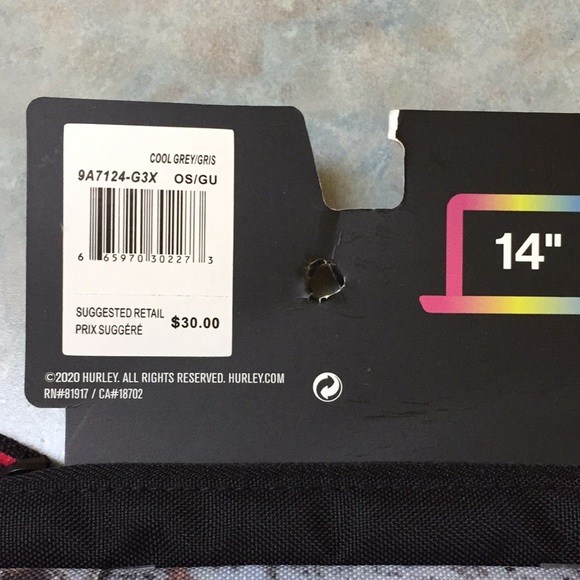 COOL GREY/GRIS
9A7124-G3X OS/GU
6 65970 30227 3
SUGGESTED RETAIL
PRIX SUGGÉRÉ $30.00
©2020 HURLEY. ALL RIGHTS RESERVED. HURLEY.COM
RN#81917 / CA#18702
14"